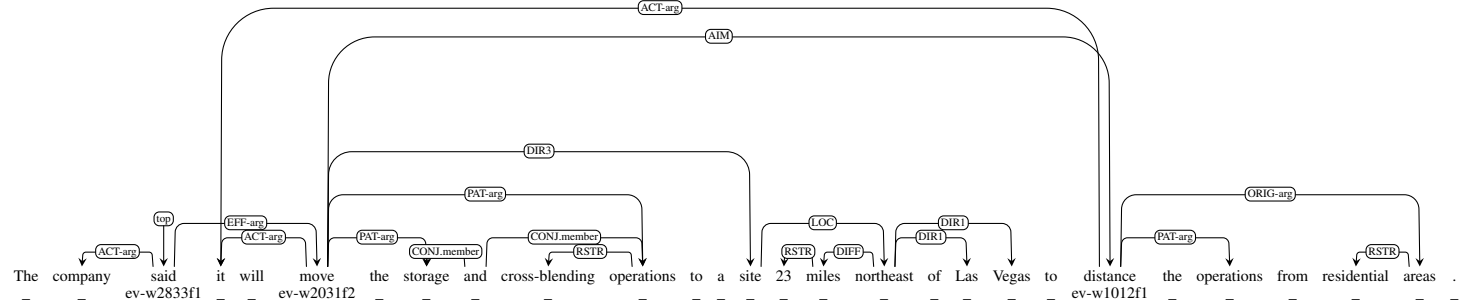 ACT-arg
AIM
DIR3
PAT-arg ORIG-arg
top EFF-arg LOC DIR1
ACT-arg PAT-arg CONJ.member DIR1 PAT-arg
ACT-arg CONJ.member RSTR RSTR DIFF RSTR
The company said it will move the storage and cross-blending operations to a site 23 miles northeast of Las Vegas to distance the operations from residential areas .
_ _ ev-w2833f1 _ _ ev-w2031f2 _ _ _ _ _ _ _ _ _ _ _ _ _ _ _ ev-w1012f1 _ _ _ _ _ _